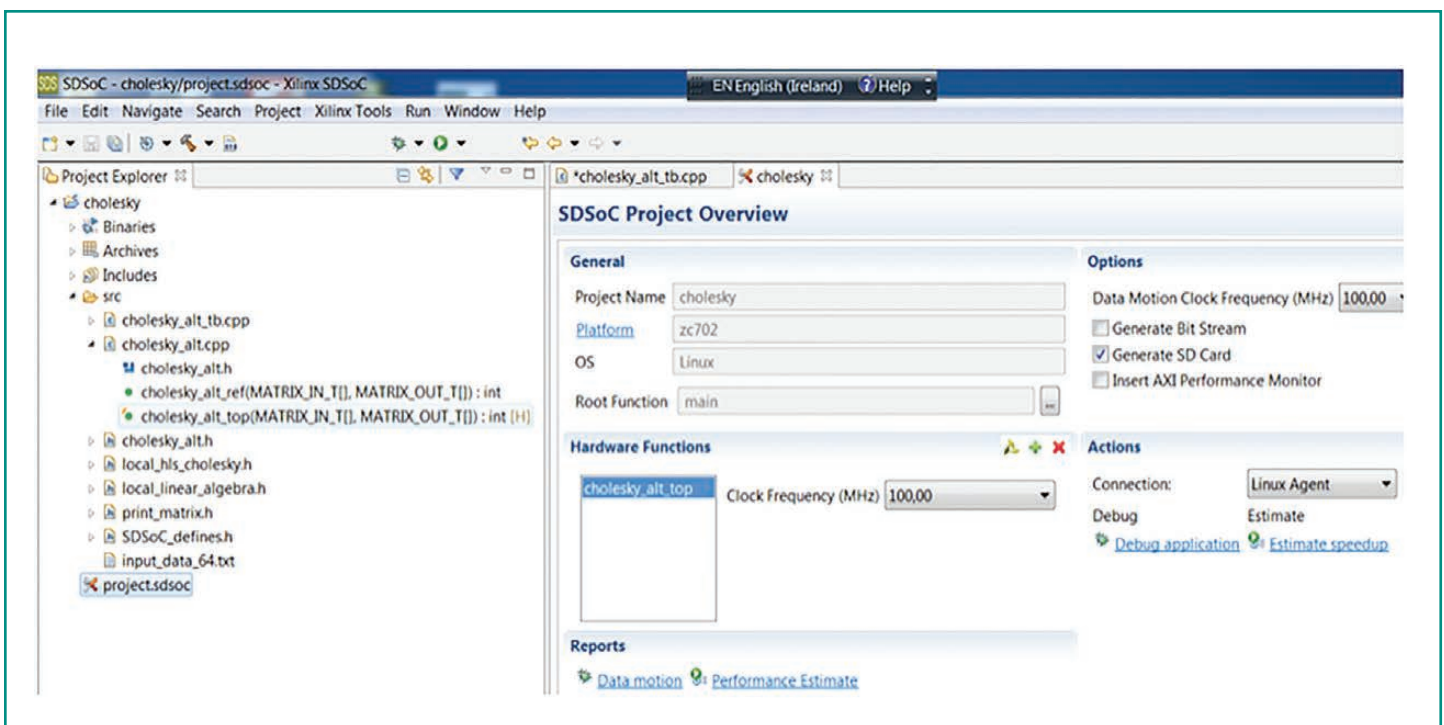 SDS SDSoC - cholesky/project.sdsoc - Xilinx SDSoC
EN English (Ireland) ? Help
File Edit Navigate Search Project Xilinx Tools Run Window Help
Project Explorer
cholesky
Binaries
Archives
Includes
src
cholesky_alt_tb.cpp
cholesky_alt.cpp
cholesky_alt.h
cholesky_alt_ref(MATRIX_IN_T[], MATRIX_OUT_T[]) : int
cholesky_alt_top(MATRIX_IN_T[], MATRIX_OUT_T[]) : int [H]
cholesky_alt.h
local_hls_cholesky.h
local_linear_algebra.h
print_matrix.h
SDSoC_defines.h
input_data_64.txt
project.sdsoc
*cholesky_alt_tb.cpp cholesky
SDSoC Project Overview
General
Project Name cholesky
Platform zc702
OS Linux
Root Function main ...
Hardware Functions
cholesky_alt_top
Clock Frequency (MHz) 100,00
Reports
Data motion Performance Estimate
Options
Data Motion Clock Frequency (MHz) 100,00
Generate Bit Stream
Generate SD Card
Insert AXI Performance Monitor
Actions
Connection: Linux Agent
Debug Estimate
Debug application Estimate speedup